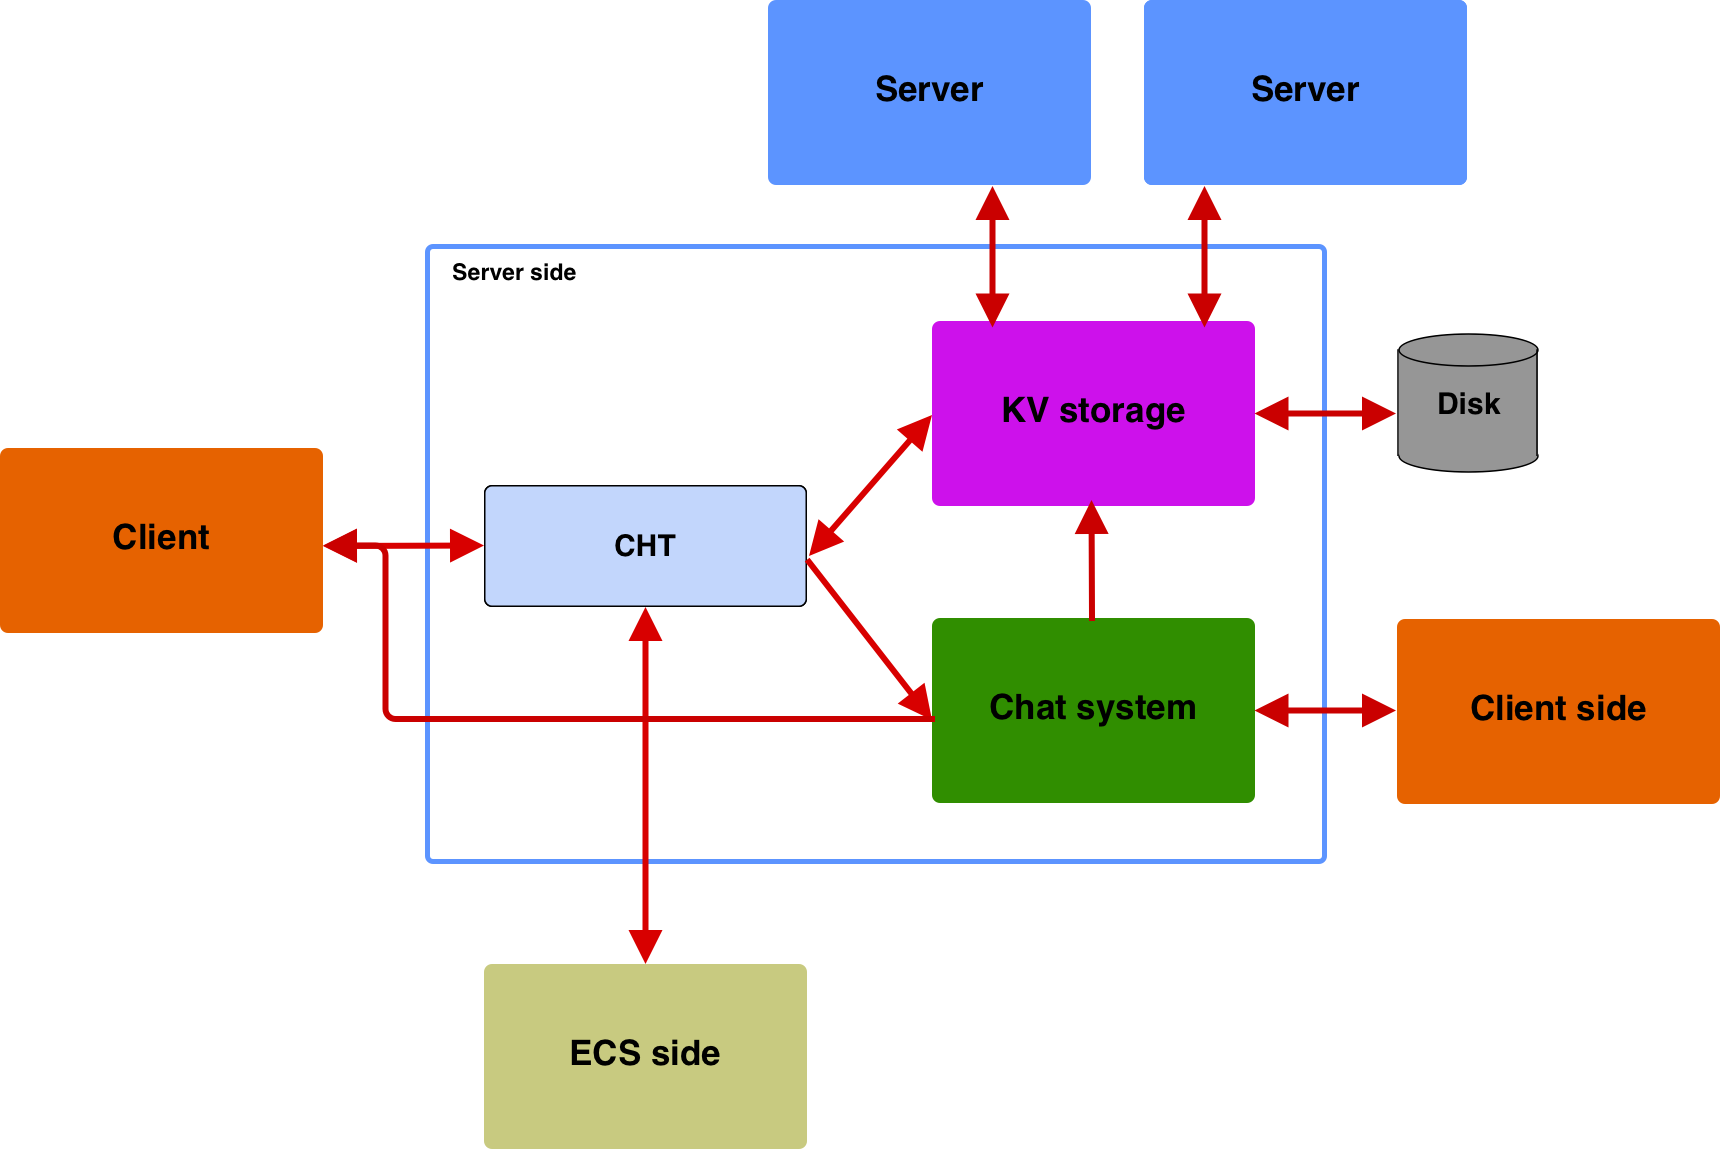 Server
Server
Server side
KV storage
Disk
Client
CHT
Chat system
Client side
ECS side